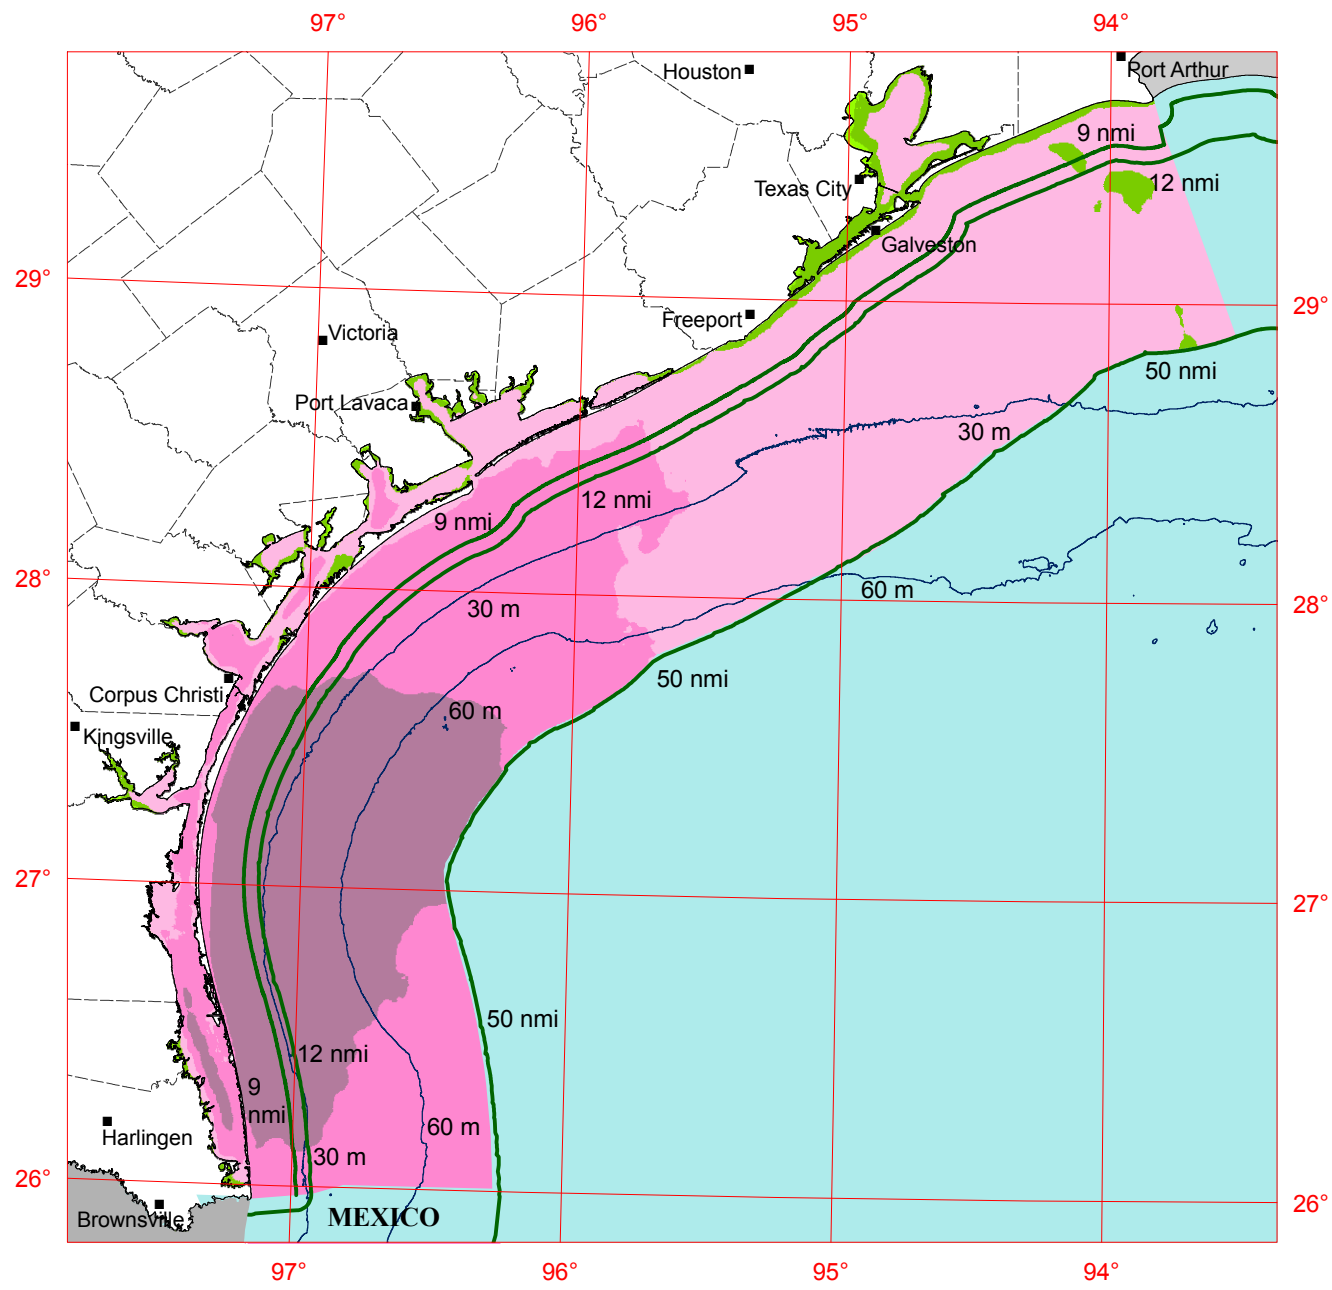 97°
96°
95°
94°
Houston
Port Arthur
9 nmi
Texas City
12 nmi
Galveston
29°
29°
Freeport
Victoria
50 nmi
Port Lavaca
30 m
12 nmi
9 nmi
28°
60 m
28°
30 m
50 nmi
Corpus Christi
60 m
Kingsville
27°
27°
50 nmi
12 nmi
9
nmi
60 m
Harlingen
30 m
26°
26°
Brownsville
MEXICO
97°
96°
95°
94°